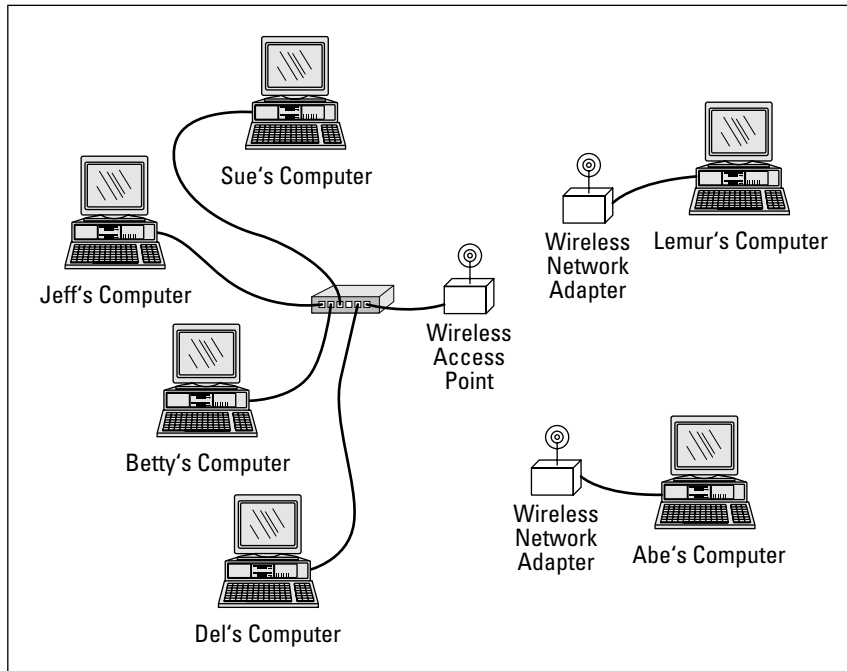 Sue‘s Computer
Jeff‘s Computer
Wireless
Access
Point
Betty‘s Computer
Del‘s Computer
Wireless
Network
Adapter
Lemur‘s Computer
Wireless
Network
Adapter
Abe‘s Computer